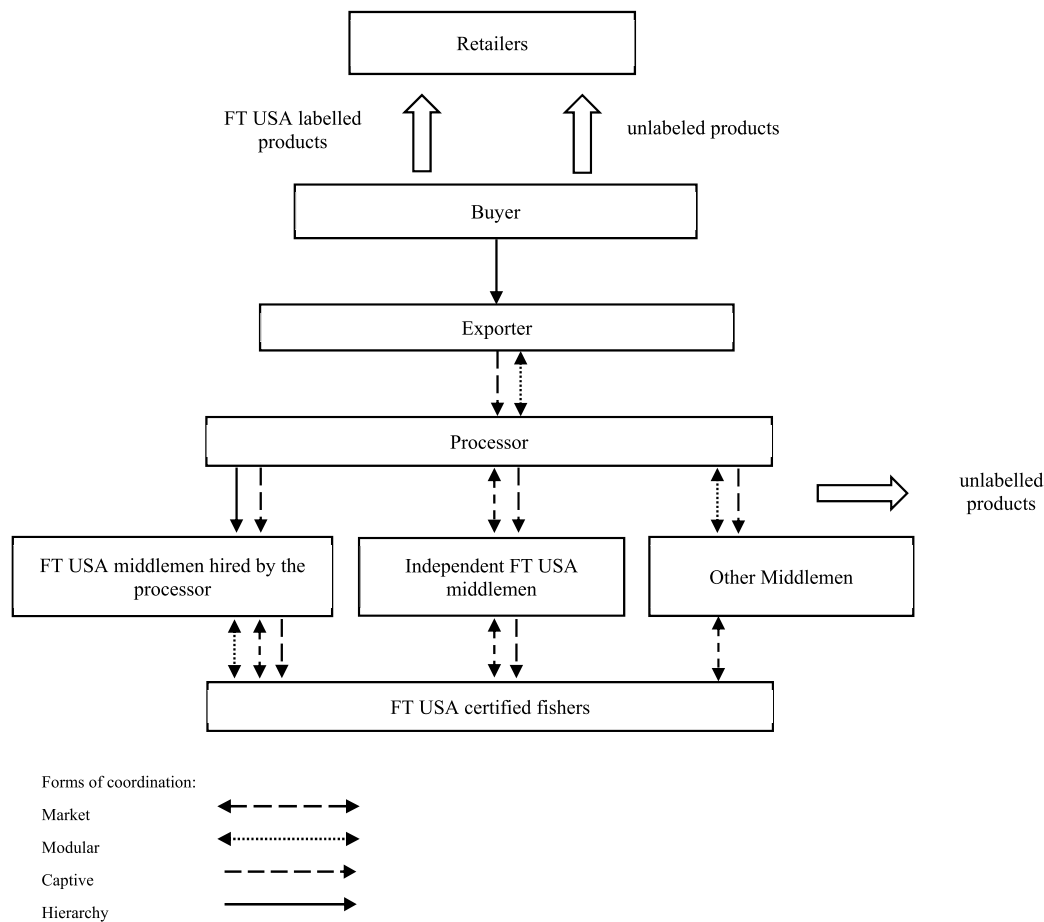 Retailers
FT USA labelled
products
unlabeled products
Buyer
Exporter
Processor
unlabelled
products
FT USA middlemen hired by the
processor
Independent FT USA
middlemen
Other Middlemen
FT USA certified fishers
Forms of coordination:
Market
Modular
Captive
Hierarchy